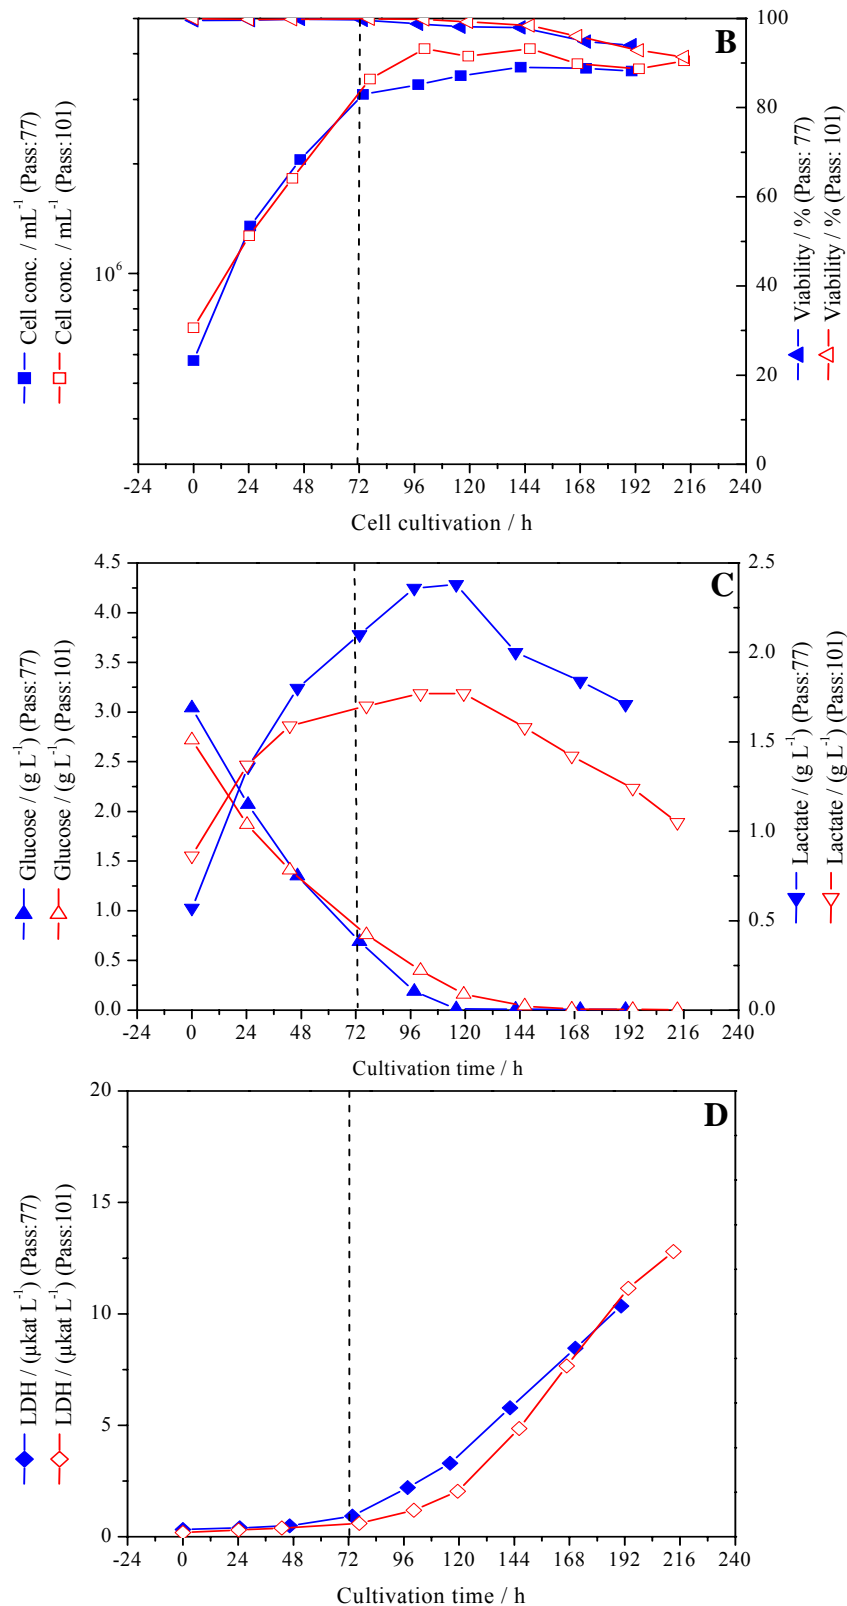 B
Cell conc. / mL⁻¹ (Pass:77)
Cell conc. / mL⁻¹ (Pass:101)
10⁶
100
80
60
40
20
0
Viability / % (Pass: 77)
Viability / % (Pass: 101)
-24 0 24 48 72 96 120 144 168 192 216 240
Cell cultivation / h
C
Glucose / (g L⁻¹) (Pass:77)
Glucose / (g L⁻¹) (Pass:101)
4.5
4.0
3.5
3.0
2.5
2.0
1.5
1.0
0.5
0.0
2.5
2.0
1.5
1.0
0.5
0.0
Lactate / (g L⁻¹) (Pass:77)
Lactate / (g L⁻¹) (Pass:101)
-24 0 24 48 72 96 120 144 168 192 216 240
Cultivation time / h
D
LDH / (µkat L⁻¹) (Pass:77)
LDH / (µkat L⁻¹) (Pass:101)
20
15
10
5
0
-24 0 24 48 72 96 120 144 168 192 216 240
Cultivation time / h